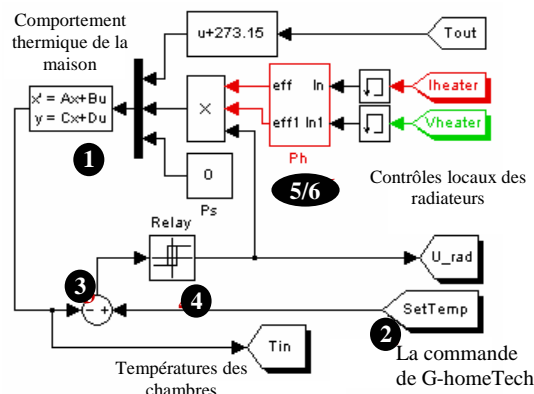 Comportement
thermique de la
maison
u+273.15
Tout
x' = Ax+Bu
y = Cx+Du
eff In
eff1 In1
Ph
×
Iheater
Vheater
1
0
Ps
5/6
Contrôles locaux des
radiateurs
Relay
U_rad
3
4
- +
SetTemp
2
Tin
La commande
de G-homeTech
Températures des
chambres